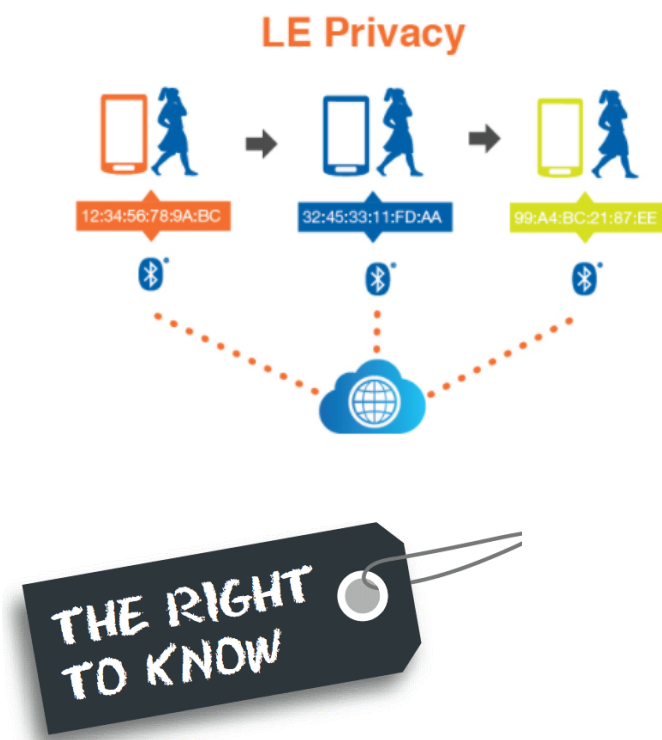 LE Privacy
12:34:56:78:9A:BC
32:45:33:11:FD:AA
99:A4:BC:21:87:EE
THE RIGHT
TO KNOW